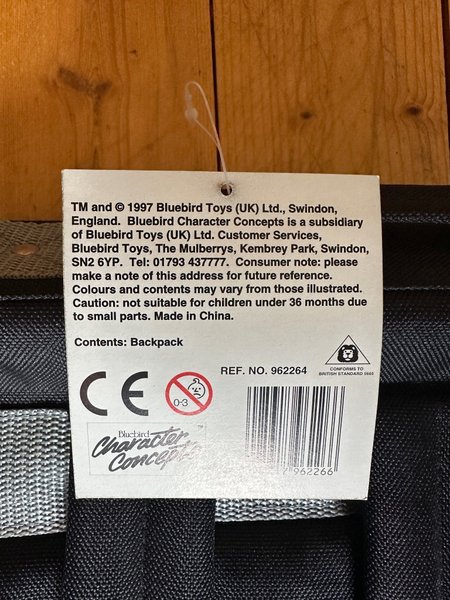 TM and © 1997 Bluebird Toys (UK) Ltd., Swindon,
England. Bluebird Character Concepts is a subsidiary
of Bluebird Toys (UK) Ltd. Customer Services,
Bluebird Toys, The Mulberrys, Kembrey Park, Swindon,
SN2 6YP. Tel: 01793 437777. Consumer note: please
make a note of this address for future reference.
Colours and contents may vary from those illustrated.
Caution: not suitable for children under 36 months due
to small parts. Made in China.
Contents: Backpack
REF. NO. 962264
CONFORMS TO
BRITISH STANDARD 5665
CE
0-3
Bluebird
Character
Concepts
962266